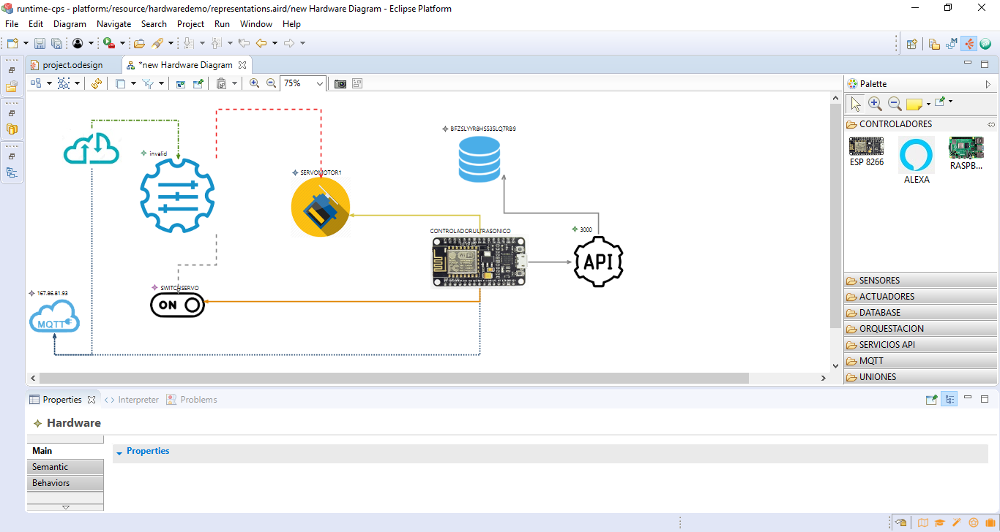 runtime-cps - platform:/resource/hardwaredemo/representations.aird/new Hardware Diagram - Eclipse Platform
File Edit Diagram Navigate Search Project Run Window Help
project.odesign
*new Hardware Diagram
75%
Palette
CONTROLADORES
ESP 8266
ALEXA
RASPB...
SENSORES
ACTUADORES
DATABASE
ORQUESTACION
SERVICIOS API
MQTT
UNIONES
BFZSLYYR8HSS3SLQ7RB9
invalid
SERVOMOTOR1
CONTROLADORULTRASONICO
3000
API
SWITCHSERVO
ON
167.86.81.93
MQTT
Properties
Interpreter
Problems
Hardware
Main
Properties
Semantic
Behaviors